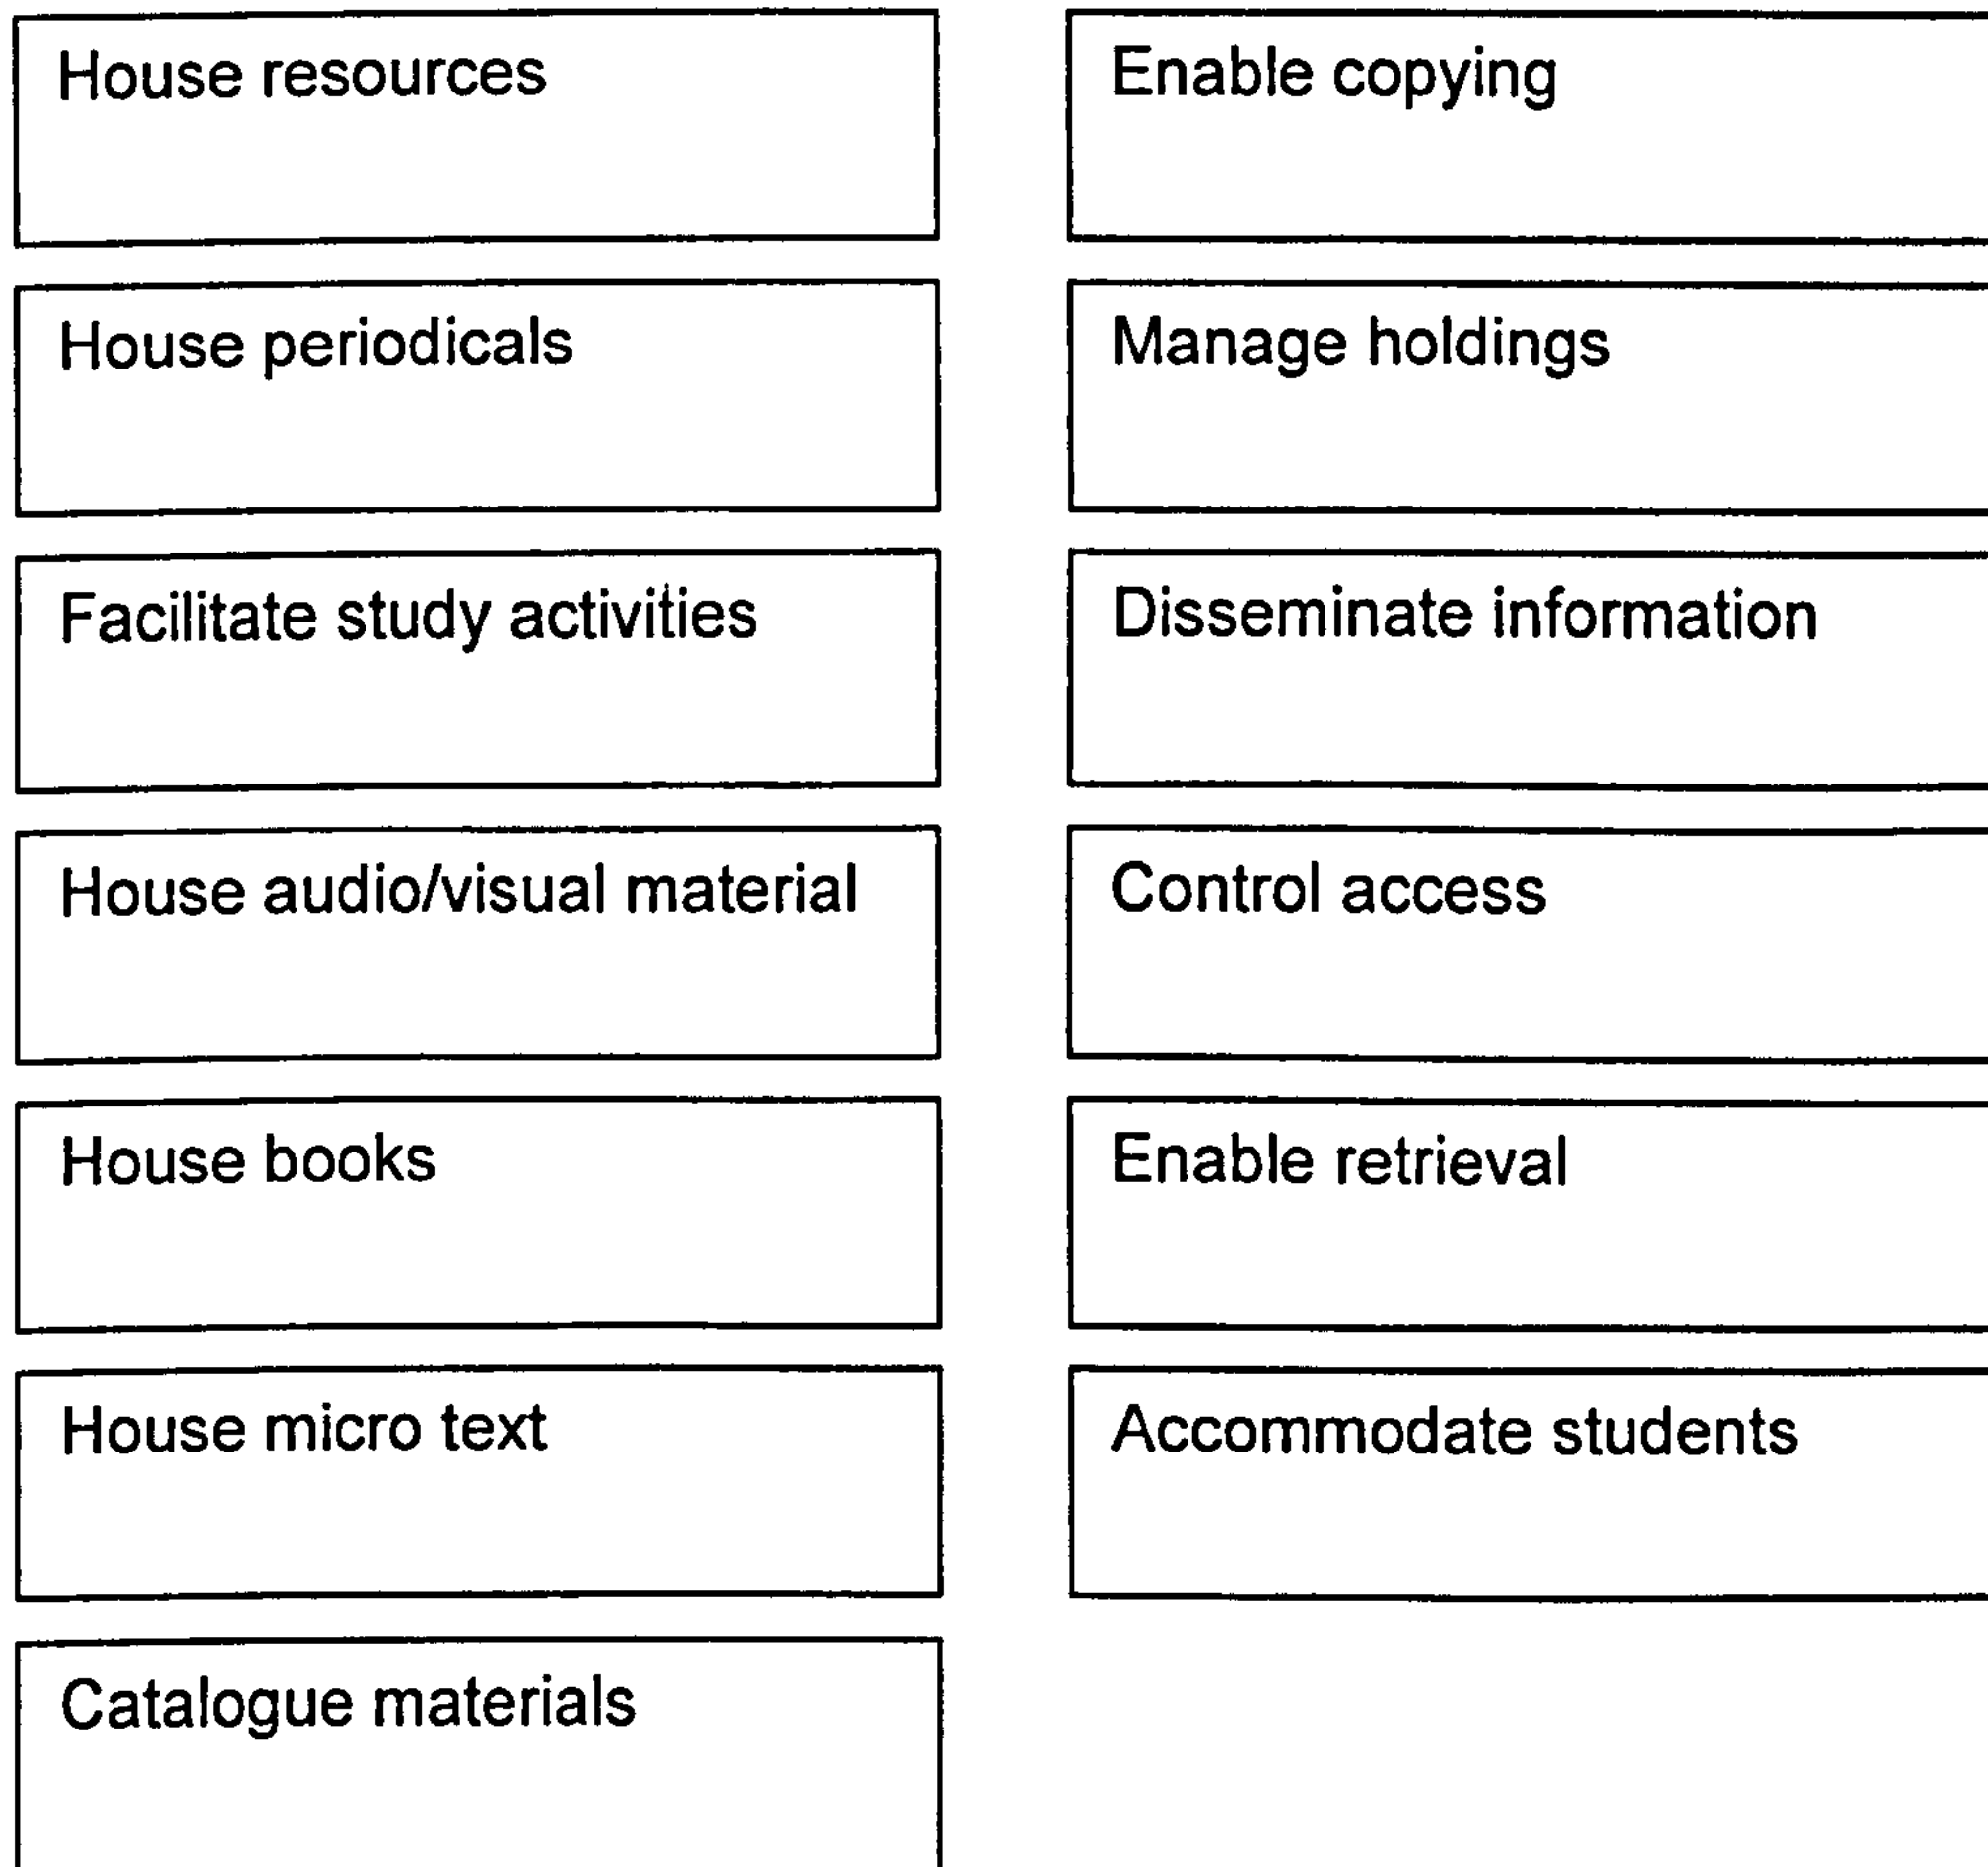 House resources
House periodicals
Facilitate study activities
House audio/visual material
House books
House micro text
Catalogue materials
Enable copying
Manage holdings
Disseminate information
Control access
Enable retrieval
Accommodate students